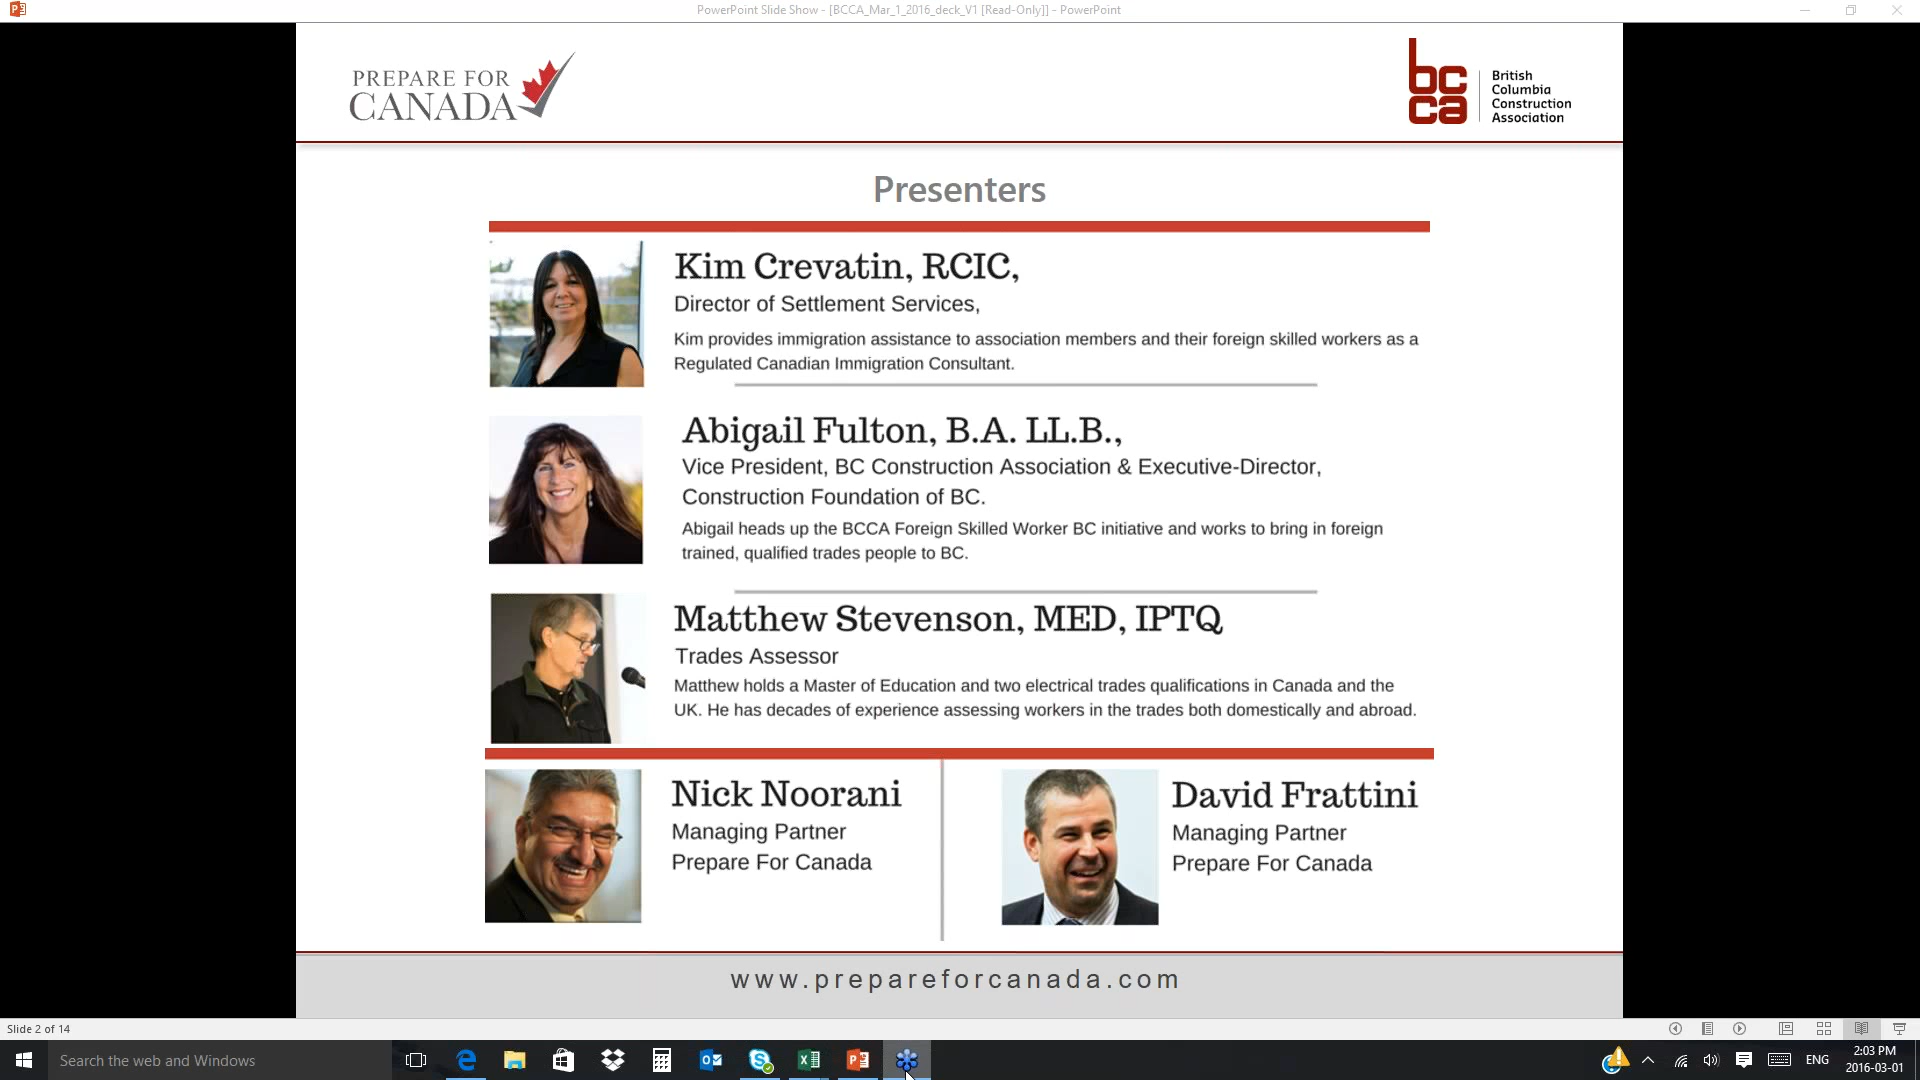 PowerPoint Slide Show - [BCCA_Mar_1_2016_deck_V1 [Read-Only]] - PowerPoint
PREPARE FOR
CANADA
bc
ca
British
Columbia
Construction
Association
Presenters
Kim Crevatin, RCIC,
Director of Settlement Services,
Kim provides immigration assistance to association members and their foreign skilled workers as a
Regulated Canadian Immigration Consultant.
Abigail Fulton, B.A. LL.B.,
Vice President, BC Construction Association & Executive-Director,
Construction Foundation of BC.
Abigail heads up the BCCA Foreign Skilled Worker BC initiative and works to bring in foreign
trained, qualified trades people to BC.
Matthew Stevenson, MED, IPTQ
Trades Assessor
Matthew holds a Master of Education and two electrical trades qualifications in Canada and the
UK. He has decades of experience assessing workers in the trades both domestically and abroad.
Nick Noorani
Managing Partner
Prepare For Canada
David Frattini
Managing Partner
Prepare For Canada
www.prepareforcanada.com
Slide 2 of 14
Search the web and Windows
ENG
2:03 PM
2016-03-01